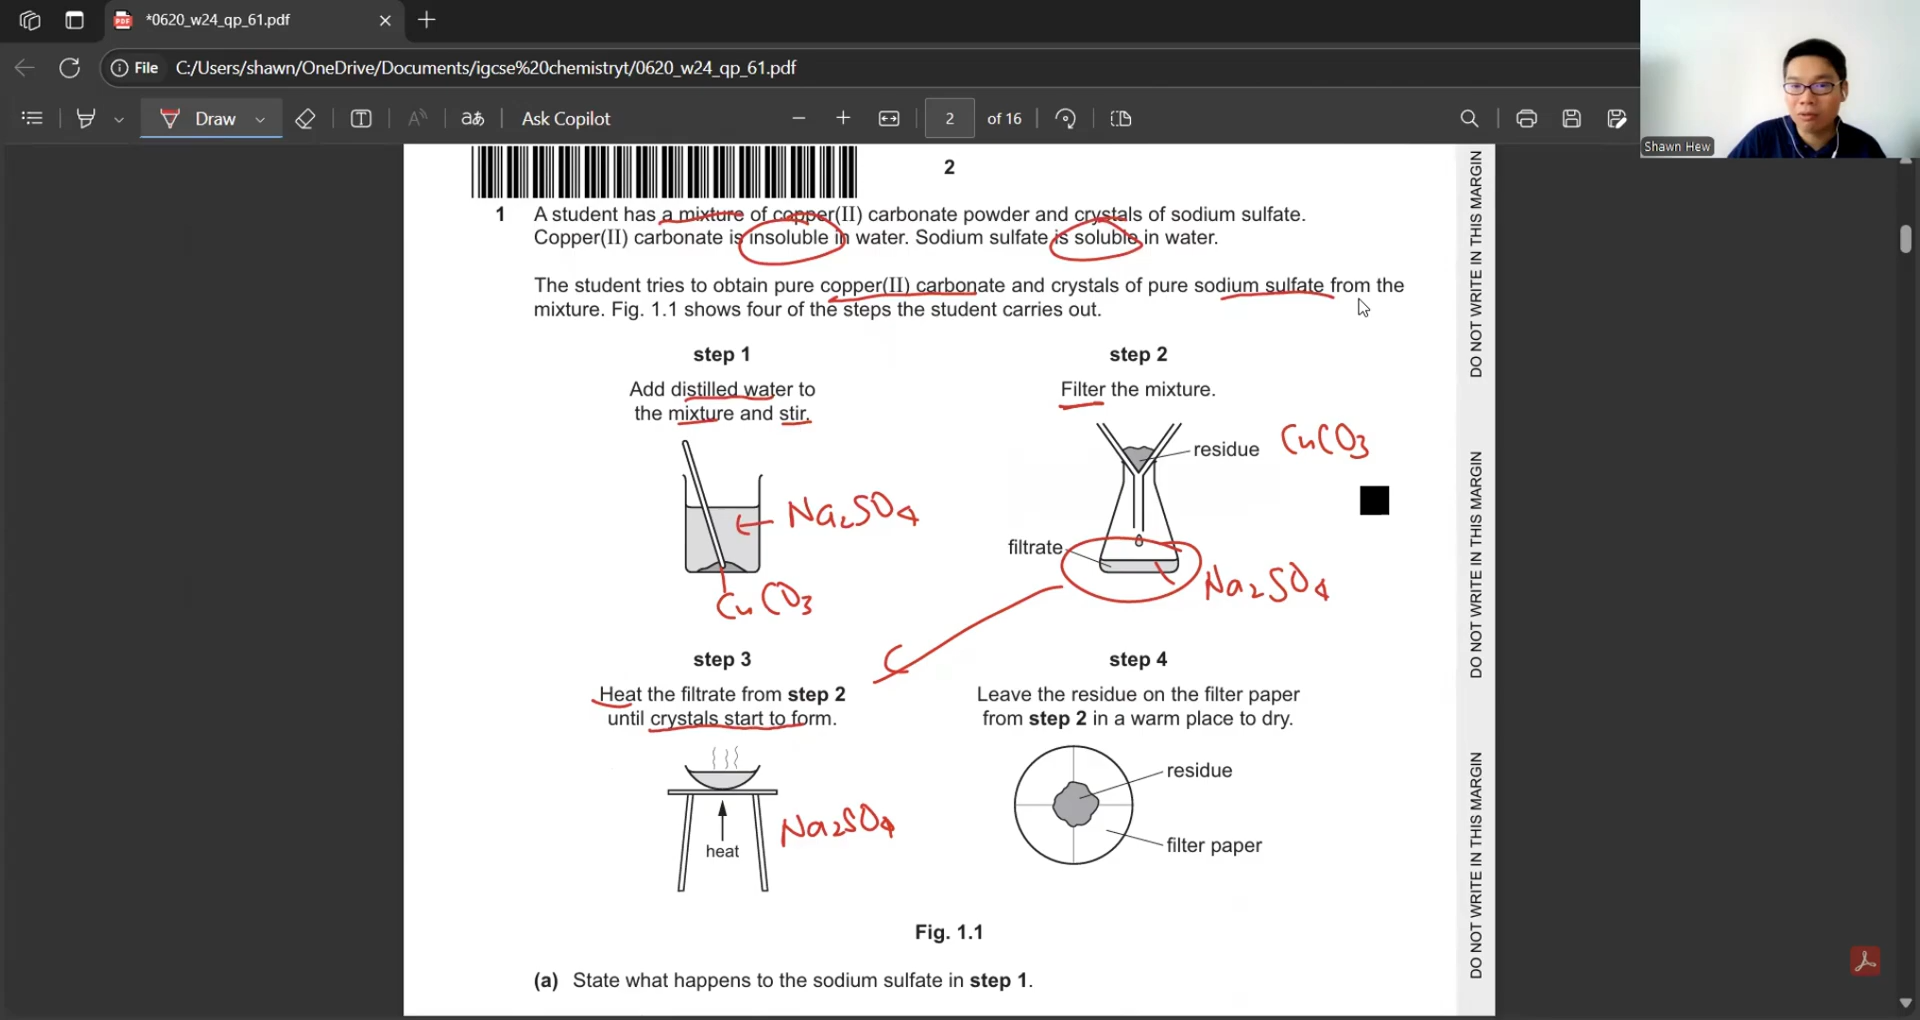 *0620_w24_qp_61.pdf
File C:/Users/shawn/OneDrive/Documents/igcse%20chemistryt/0620_w24_qp_61.pdf
Draw aあ Ask Copilot 2 of 16
Shawn Hew
2
1 A student has a mixture of copper(II) carbonate powder and crystals of sodium sulfate.
Copper(II) carbonate is insoluble in water. Sodium sulfate is soluble in water.
The student tries to obtain pure copper(II) carbonate and crystals of pure sodium sulfate from the
mixture. Fig. 1.1 shows four of the steps the student carries out.
step 1
Add distilled water to
the mixture and stir.
Na₂SO₄
CuCO₃
step 2
Filter the mixture.
residue CuCO₃
filtrate
Na₂SO₄
step 3
Heat the filtrate from step 2
until crystals start to form.
Na₂SO₄
heat
step 4
Leave the residue on the filter paper
from step 2 in a warm place to dry.
residue
filter paper
Fig. 1.1
(a) State what happens to the sodium sulfate in step 1.
DO NOT WRITE IN THIS MARGIN
DO NOT WRITE IN THIS MARGIN
DO NOT WRITE IN THIS MARGIN